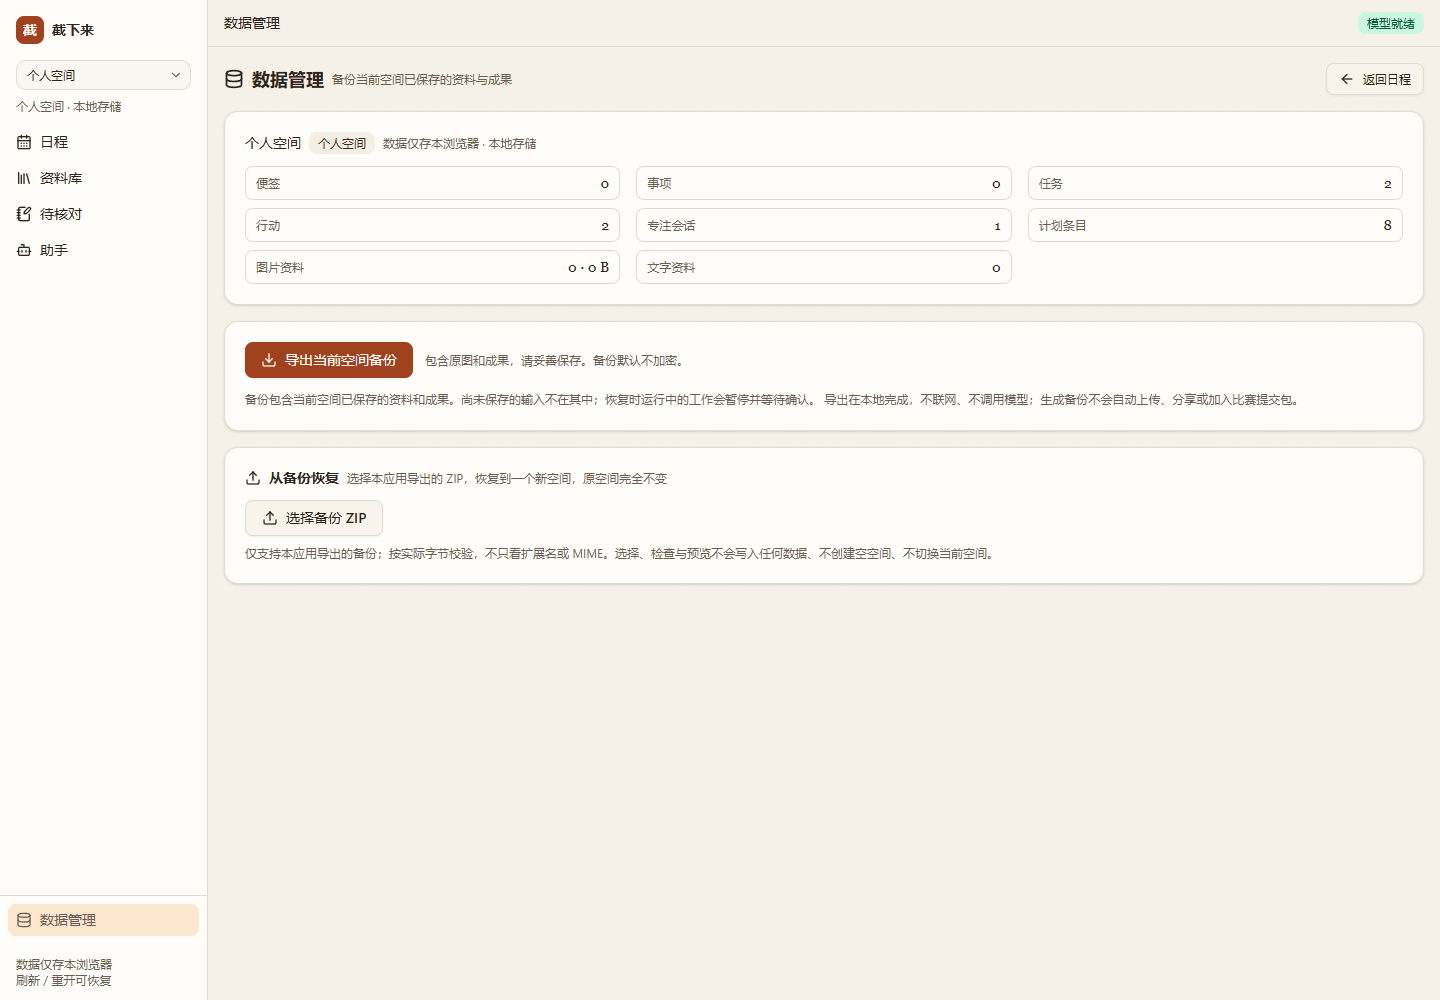 截 截下来
个人空间
个人空间 · 本地存储
日程
资料库
待核对
助手
数据管理
数据仅存本浏览器
刷新 / 重开可恢复
数据管理
模型就绪
数据管理 备份当前空间已保存的资料与成果
返回日程
个人空间 个人空间 数据仅存本浏览器 · 本地存储
便签 0
事项 0
任务 2
行动 2
专注会话 1
计划条目 8
图片资料 0 · 0 B
文字资料 0
导出当前空间备份 包含原图和成果，请妥善保存。备份默认不加密。
备份包含当前空间已保存的资料和成果。尚未保存的输入不在其中；恢复时运行中的工作会暂停并等待确认。 导出在本地完成，不联网、不调用模型；生成备份不会自动上传、分享或加入比赛提交包。
从备份恢复 选择本应用导出的 ZIP，恢复到一个新空间，原空间完全不变
选择备份 ZIP
仅支持本应用导出的备份；按实际字节校验，不只看扩展名或 MIME。选择、检查与预览不会写入任何数据、不创建空空间、不切换当前空间。